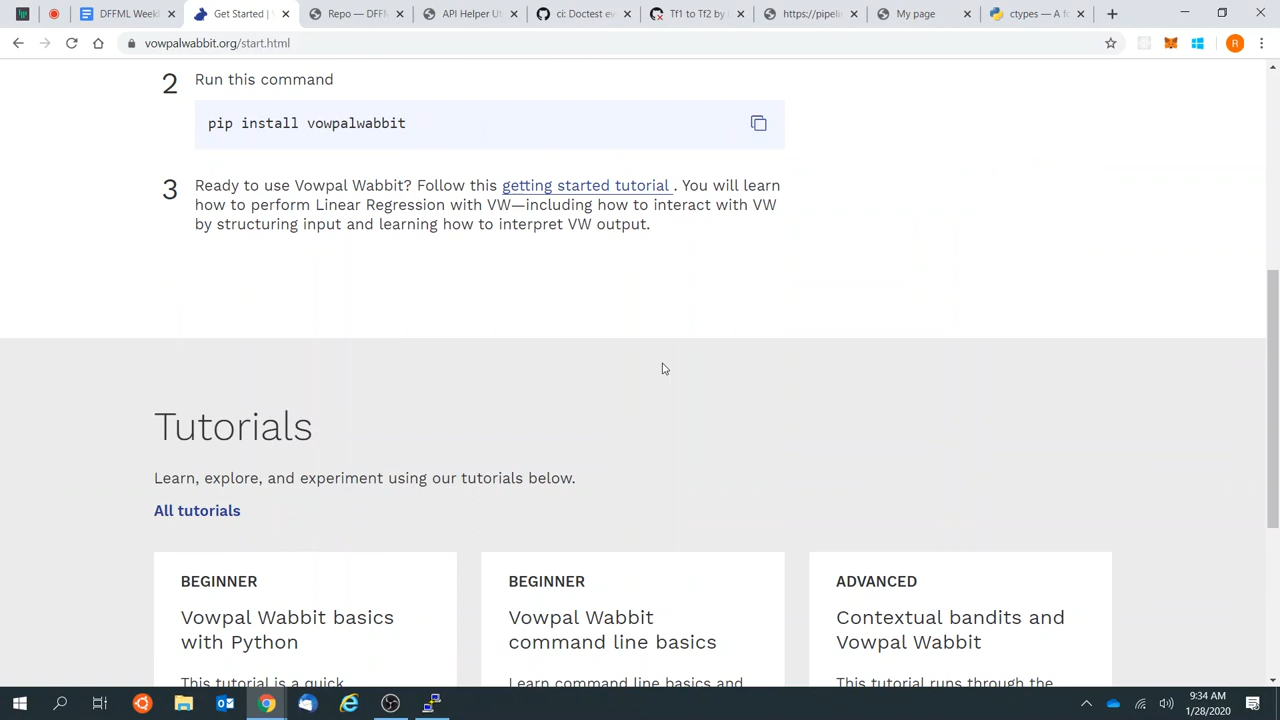 DFFML Weekl
Get Started |
Repo — DFFM
API Helper Ut
ci: Doctest ev
Tf1 to Tf2 by
https://pipelin
My page
ctypes — A fo
vowpalwabbit.org/start.html
R
2
Run this command
pip install vowpalwabbit
3
Ready to use Vowpal Wabbit? Follow this getting started tutorial . You will learn
how to perform Linear Regression with VW—including how to interact with VW
by structuring input and learning how to interpret VW output.
Tutorials
Learn, explore, and experiment using our tutorials below.
All tutorials
BEGINNER
Vowpal Wabbit basics
with Python
This tutorial is a quick
BEGINNER
Vowpal Wabbit
command line basics
Learn command line basics and
ADVANCED
Contextual bandits and
Vowpal Wabbit
This tutorial runs through the
9:34 AM
1/28/2020